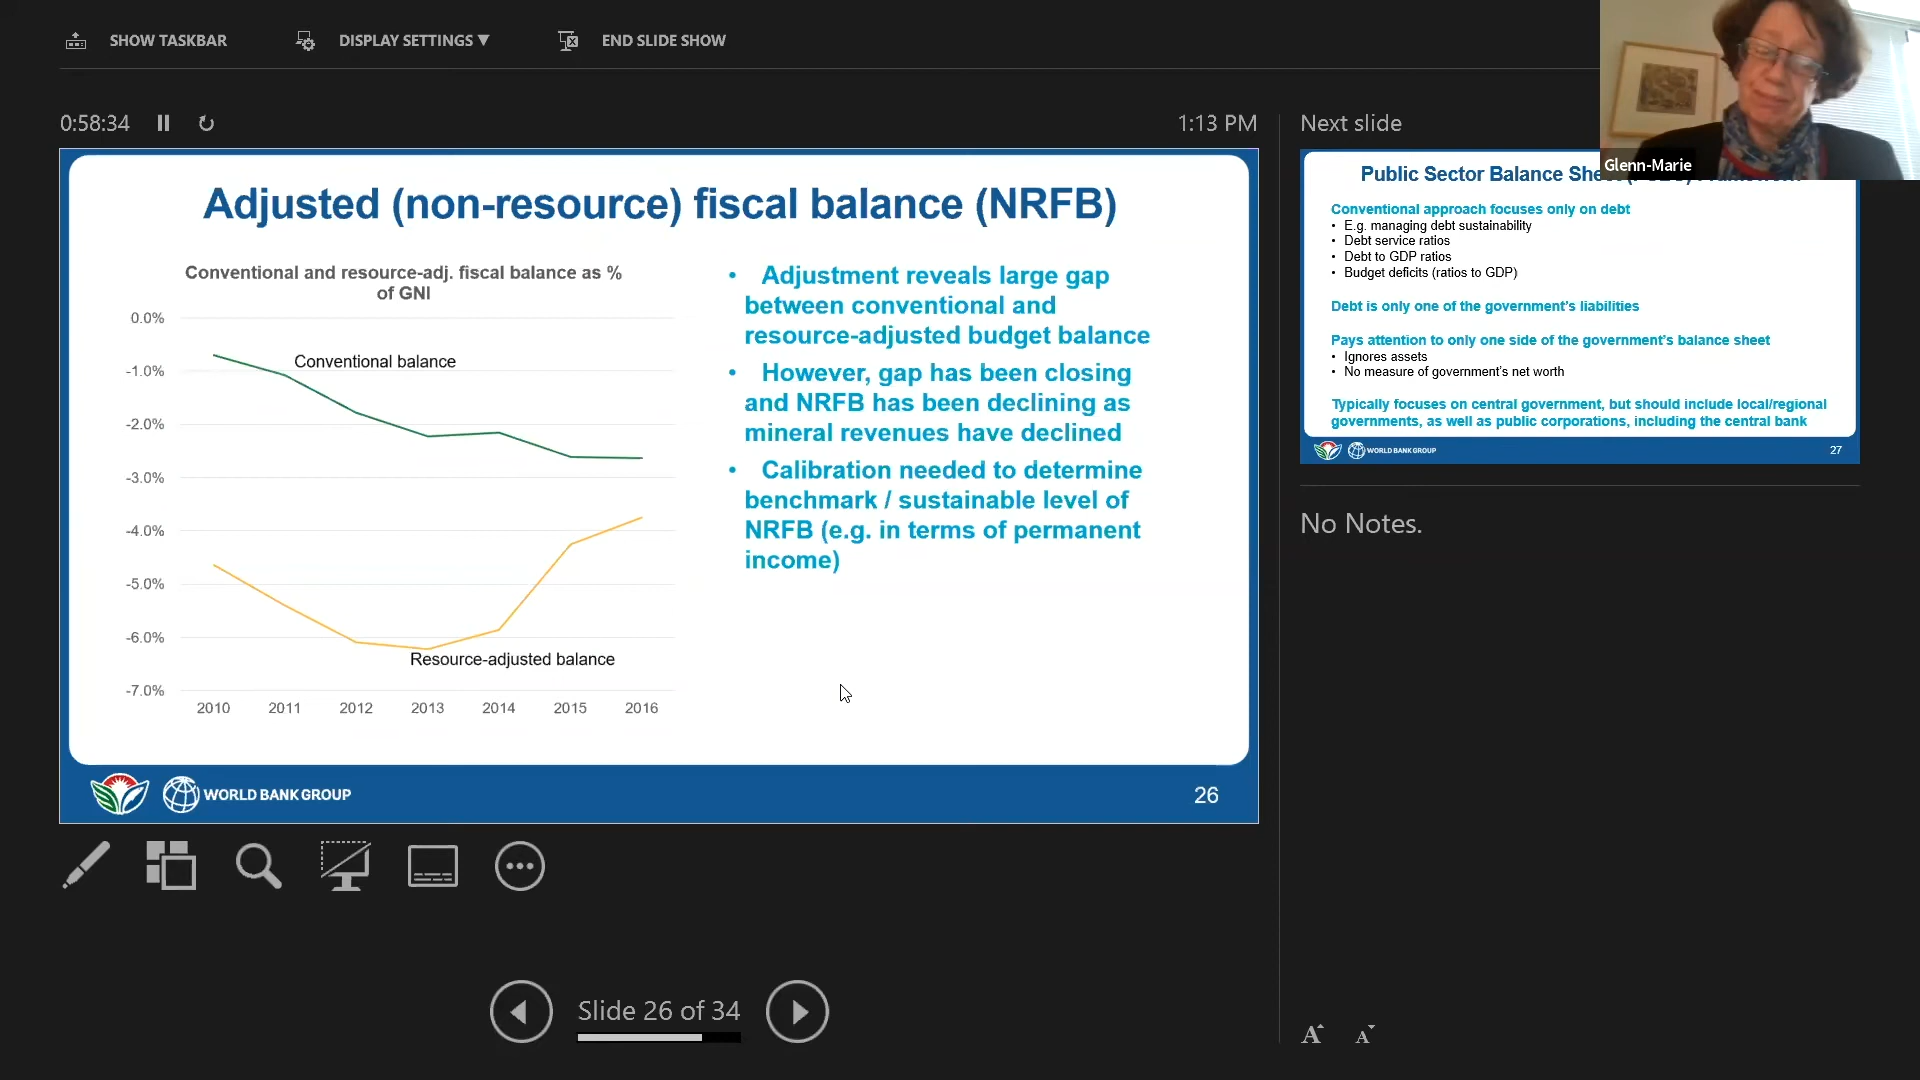 SHOW TASKBAR
DISPLAY SETTINGS ▼
END SLIDE SHOW
0:58:34
1:13 PM
Adjusted (non-resource) fiscal balance (NRFB)
Conventional and resource-adj. fiscal balance as %
of GNI
0.0%
-1.0%
-2.0%
-3.0%
-4.0%
-5.0%
-6.0%
-7.0%
Conventional balance
Resource-adjusted balance
2010 2011 2012 2013 2014 2015 2016
• Adjustment reveals large gap
between conventional and
resource-adjusted budget balance
• However, gap has been closing
and NRFB has been declining as
mineral revenues have declined
• Calibration needed to determine
benchmark / sustainable level of
NRFB (e.g. in terms of permanent
income)
WORLD BANK GROUP
26
Slide 26 of 34
Next slide
Glenn-Marie
Public Sector Balance
Conventional approach focuses only on debt
• E.g. managing debt sustainability
• Debt service ratios
• Debt to GDP ratios
• Budget deficits (ratios to GDP)
Debt is only one of the government's liabilities
Pays attention to only one side of the government's balance sheet
• Ignores assets
• No measure of government's net worth
Typically focuses on central government, but should include local/regional
governments, as well as public corporations, including the central bank
WORLD BANK GROUP
27
No Notes.
A A